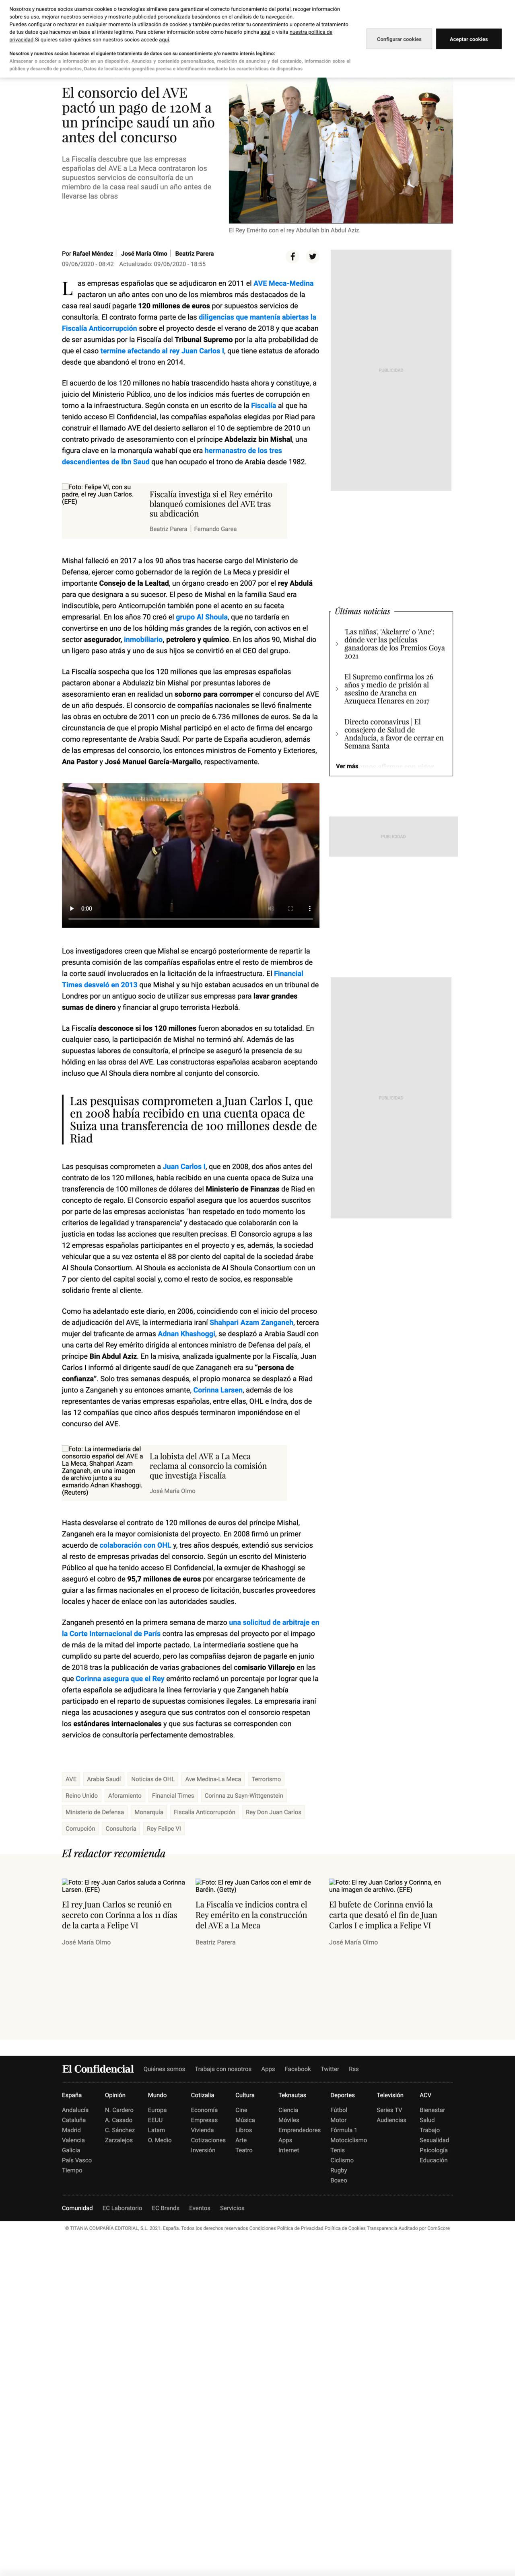 Nosotros y nuestros socios usamos cookies o tecnologías similares para garantizar el correcto funcionamiento del portal, recoger información
sobre su uso, mejorar nuestros servicios y mostrarte publicidad personalizada basándonos en el análisis de de tu navegación.
Puedes configurar o rechazar en cualquier momento la utilización de cookies y también puedes retirar tu consentimiento u oponerte al tratamiento
de tus datos que hacemos en base al interés legítimo. Para obtener información sobre cómo hacerlo pincha aquí o visita nuestra política de
privacidad.Si quieres saber quiénes son nuestros socios accede aquí.
Nosotros y nuestros socios hacemos el siguiente tratamiento de datos con su consentimiento y/o nuestro interés legítimo:
Almacenar o acceder a información en un dispositivo, Anuncios y contenido personalizados, medición de anuncios y del contenido, información sobre el
público y desarrollo de productos, Datos de localización geográfica precisa e identificación mediante las características de dispositivos
Configurar cookies
Aceptar cookies
El consorcio del AVE
pactó un pago de 120M a
un príncipe saudí un año
antes del concurso
La Fiscalía descubre que las empresas
españolas del AVE a La Meca contrataron los
supuestos servicios de consultoría de un
miembro de la casa real saudí un año antes de
llevarse las obras
El Rey Emérito con el rey Abdullah bin Abdul Aziz.
Por Rafael Méndez José María Olmo Beatriz Parera
09/06/2020 - 08:42 Actualizado: 09/06/2020 - 18:55
Las empresas españolas que se adjudicaron en 2011 el AVE Meca-Medina
pactaron un año antes con uno de los miembros más destacados de la
casa real saudí pagarle 120 millones de euros por supuestos servicios de
consultoría. El contrato forma parte de las diligencias que mantenía abiertas la
Fiscalía Anticorrupción sobre el proyecto desde el verano de 2018 y que acaban
de ser asumidas por la Fiscalía del Tribunal Supremo por la alta probabilidad de
que el caso termine afectando al rey Juan Carlos I, que tiene estatus de aforado
desde que abandonó el trono en 2014.
El acuerdo de los 120 millones no había trascendido hasta ahora y constituye, a
juicio del Ministerio Público, uno de los indicios más fuertes de corrupción en
torno a la infraestructura. Según consta en un escrito de la Fiscalía al que ha
tenido acceso El Confidencial, las compañías españolas elegidas por Riad para
construir el llamado AVE del desierto sellaron el 10 de septiembre de 2010 un
contrato privado de asesoramiento con el príncipe Abdelaziz bin Mishal, una
figura clave en la monarquía wahabí que era hermanastro de los tres
descendientes de Ibn Saud que han ocupado el trono de Arabia desde 1982.
Foto: Felipe VI, con su
padre, el rey Juan Carlos.
(EFE)
Fiscalía investiga si el Rey emérito
blanqueó comisiones del AVE tras
su abdicación
Beatriz Parera Fernando Garea
Mishal falleció en 2017 a los 90 años tras hacerse cargo del Ministerio de
Defensa, ejercer como gobernador de la región de La Meca y presidir el
importante Consejo de la Lealtad, un órgano creado en 2007 por el rey Abdulá
para que designara a su sucesor. El peso de Mishal en la familia Saud era
indiscutible, pero Anticorrupción también pone el acento en su faceta
empresarial. En los años 70 creó el grupo Al Shoula, que no tardaría en
convertirse en uno de los holding más grandes de la región, con activos en el
sector asegurador, inmobiliario, petrolero y químico. En los años 90, Mishal dio
un ligero paso atrás y uno de sus hijos se convirtió en el CEO del grupo.
La Fiscalía sospecha que los 120 millones que las empresas españolas
pactaron abonar a Abdulaziz bin Mishal por presuntas labores de
asesoramiento eran en realidad un soborno para corromper el concurso del AVE
de un año después. El consorcio de compañías nacionales se llevó finalmente
las obras en octubre de 2011 con un precio de 6.736 millones de euros. Se da la
circunstancia de que el propio Mishal participó en el acto de firma del encargo
como representante de Arabia Saudí. Por parte de España acudieron, además
de las empresas del consorcio, los entonces ministros de Fomento y Exteriores,
Ana Pastor y José Manuel García-Margallo, respectivamente.
0:00
Los investigadores creen que Mishal se encargó posteriormente de repartir la
presunta comisión de las compañías españolas entre el resto de miembros de
la corte saudí involucrados en la licitación de la infraestructura. El Financial
Times desveló en 2013 que Mishal y su hijo estaban acusados en un tribunal de
Londres por un antiguo socio de utilizar sus empresas para lavar grandes
sumas de dinero y financiar al grupo terrorista Hezbolá.
La Fiscalía desconoce si los 120 millones fueron abonados en su totalidad. En
cualquier caso, la participación de Mishal no terminó ahí. Además de las
supuestas labores de consultoría, el príncipe se aseguró la presencia de su
hólding en las obras del AVE. Las constructoras españolas acabaron aceptando
incluso que Al Shoula diera nombre al conjunto del consorcio.
Las pesquisas comprometen a Juan Carlos I, que
en 2008 había recibido en una cuenta opaca de
Suiza una transferencia de 100 millones desde de
Riad
Las pesquisas comprometen a Juan Carlos I, que en 2008, dos años antes del
contrato de los 120 millones, había recibido en una cuenta opaca de Suiza una
transferencia de 100 millones de dólares del Ministerio de Finanzas de Riad en
concepto de regalo. El Consorcio español asegura que los acuerdos suscritos
por parte de las empresas accionistas "han respetado en todo momento los
criterios de legalidad y transparencia" y destacado que colaborarán con la
justicia en todas las acciones que resulten precisas. El Consorcio agrupa a las
12 empresas españolas participantes en el proyecto y es, además, la sociedad
vehicular que a su vez ostenta el 88 por ciento del capital de la sociedad árabe
Al Shoula Consortium. Al Shoula es accionista de Al Shoula Consortium con un
7 por ciento del capital social y, como el resto de socios, es responsable
solidario frente al cliente.
Como ha adelantado este diario, en 2006, coincidiendo con el inicio del proceso
de adjudicación del AVE, la intermediaria iraní Shahpari Azam Zanganeh, tercera
mujer del traficante de armas Adnan Khashoggi, se desplazó a Arabia Saudí con
una carta del Rey emérito dirigida al entonces ministro de Defensa del país, el
príncipe Bin Abdul Aziz. En la misiva, analizada igualmente por la Fiscalía, Juan
Carlos I informó al dirigente saudí de que Zanganeh era su “persona de
confianza”. Solo tres semanas después, el propio monarca se desplazó a Riad
junto a Zanganeh y su entonces amante, Corinna Larsen, además de los
representantes de varias empresas españolas, entre ellas, OHL e Indra, dos de
las 12 compañías que cinco años después terminaron imponiéndose en el
concurso del AVE.
Foto: La intermediaria del
consorcio español del AVE a
La Meca, Shahpari Azam
Zanganeh, en una imagen
de archivo junto a su
exmarido Adnan Khashoggi.
(Reuters)
La lobista del AVE a La Meca
reclama al consorcio la comisión
que investiga Fiscalía
José María Olmo
Hasta desvelarse el contrato de 120 millones de euros del príncipe Mishal,
Zanganeh era la mayor comisionista del proyecto. En 2008 firmó un primer
acuerdo de colaboración con OHL y, tres años después, extendió sus servicios
al resto de empresas privadas del consorcio. Según un escrito del Ministerio
Público al que ha tenido acceso El Confidencial, la exmujer de Khashoggi se
aseguró el cobro de 95,7 millones de euros por encargarse teóricamente de
guiar a las firmas nacionales en el proceso de licitación, buscar proveedores
locales y hacer de enlace con las autoridades saudíes.
Zanganeh presentó en la primera semana de marzo una solicitud de arbitraje en
la Corte Internacional de París contra las empresas del proyecto por el impago
de más de la mitad del importe pactado. La intermediaria sostiene que ha
cumplido su parte del acuerdo, pero las compañías dejaron de pagarle en junio
de 2018 tras la publicación de varias grabaciones del comisario Villarejo en las
que Corinna asegura que el Rey emérito reclamó un porcentaje por lograr que la
oferta española se adjudicara la línea ferroviaria y que Zanganeh había
participado en el reparto de supuestas comisiones ilegales. La empresaria iraní
niega las acusaciones y asegura que sus contratos con el consorcio respetan
los estándares internacionales y que sus facturas se corresponden con
servicios de consultoría perfectamente demostrables.
PUBLICIDAD
Últimas noticias
'Las niñas', 'Akelarre' o 'Ane':
dónde ver las películas
ganadoras de los Premios Goya
2021
El Supremo confirma los 26
años y medio de prisión al
asesino de Arancha en
Azuqueca Henares en 2017
Directo coronavirus | El
consejero de Salud de
Andalucía, a favor de cerrar en
Semana Santa
Ver más
PUBLICIDAD
PUBLICIDAD
AVE Arabia Saudí Noticias de OHL Ave Medina-La Meca Terrorismo
Reino Unido Aforamiento Financial Times Corinna zu Sayn-Wittgenstein
Ministerio de Defensa Monarquía Fiscalía Anticorrupción Rey Don Juan Carlos
Corrupción Consultoría Rey Felipe VI
El redactor recomienda
Foto: El rey Juan Carlos saluda a Corinna
Larsen. (EFE)
El rey Juan Carlos se reunió en
secreto con Corinna a los 11 días
de la carta a Felipe VI
José María Olmo
Foto: El rey Juan Carlos con el emir de
Baréin. (Getty)
La Fiscalía ve indicios contra el
Rey emérito en la construcción
del AVE a La Meca
Beatriz Parera
Foto: El rey Juan Carlos y Corinna, en
una imagen de archivo. (EFE)
El bufete de Corinna envió la
carta que desató el fin de Juan
Carlos I e implica a Felipe VI
José María Olmo
El Confidencial Quiénes somos Trabaja con nosotros Apps Facebook Twitter Rss
España Opinión Mundo Cotizalia Cultura Teknautas Deportes Televisión ACV
Andalucía N. Cardero Europa Economía Cine Ciencia Fútbol Series TV Bienestar
Cataluña A. Casado EEUU Empresas Música Móviles Motor Audiencias Salud
Madrid C. Sánchez Latam Vivienda Libros Emprendedores Fórmula 1 Trabajo
Valencia Zarzalejos O. Medio Cotizaciones Arte Apps Motociclismo Sexualidad
Galicia Inversión Teatro Internet Tenis Psicología
País Vasco Ciclismo Educación
Tiempo Rugby
Boxeo
Comunidad EC Laboratorio EC Brands Eventos Servicios
© TITANIA COMPAÑÍA EDITORIAL, S.L. 2021. España. Todos los derechos reservados Condiciones Política de Privacidad Política de Cookies Transparencia Auditado por ComScore